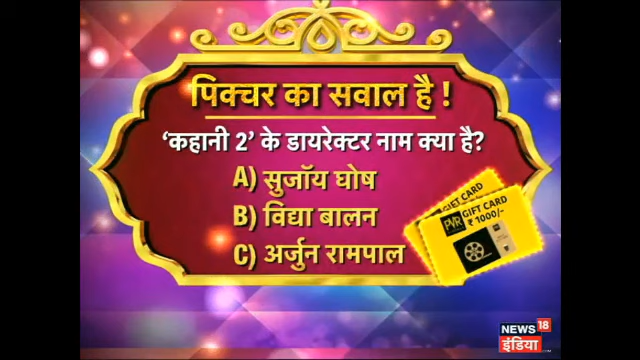 पिक्चर का सवाल है !
‘कहानी 2’ के डायरेक्टर नाम क्या है?
A) सुजॉय घोष
B) विद्या बालन
C) अर्जुन रामपाल
GIFT CARD
PVR
GIFT CARD
₹ 1000/-
NEWS 18
इंडिया